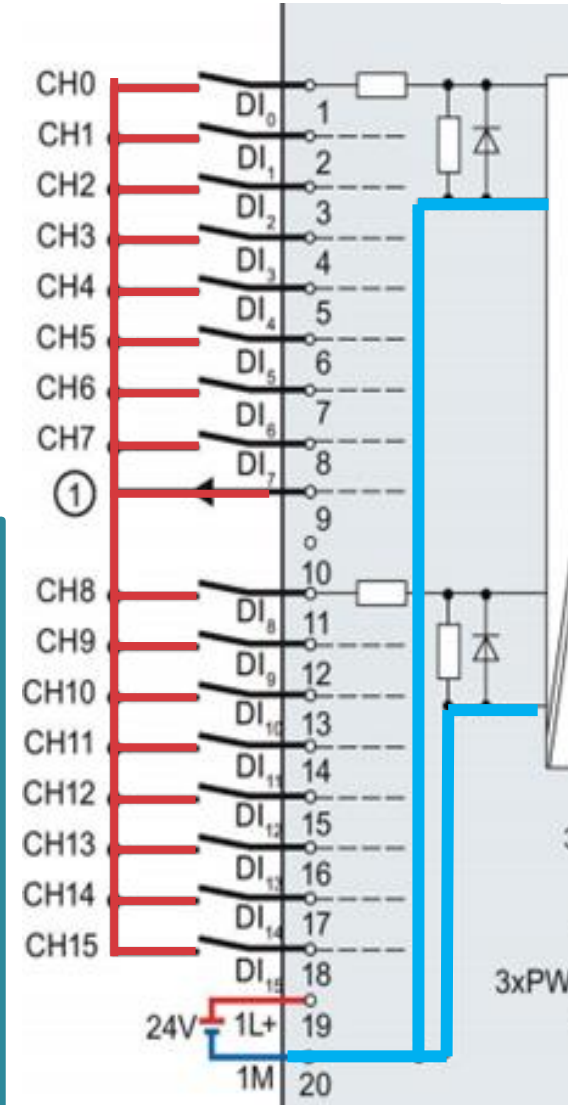 CH0
DI0
1
CH1
DI1
2
CH2
DI2
3
CH3
DI3
4
CH4
DI4
5
CH5
DI5
6
CH6
DI6
7
CH7
DI7
8
1
9
10
CH8
DI8
11
CH9
DI9
12
CH10
DI10
13
CH11
DI11
14
CH12
DI12
15
CH13
DI13
16
CH14
DI14
17
CH15
DI15
18
3xPW
24V 1L+ 19
1M 20